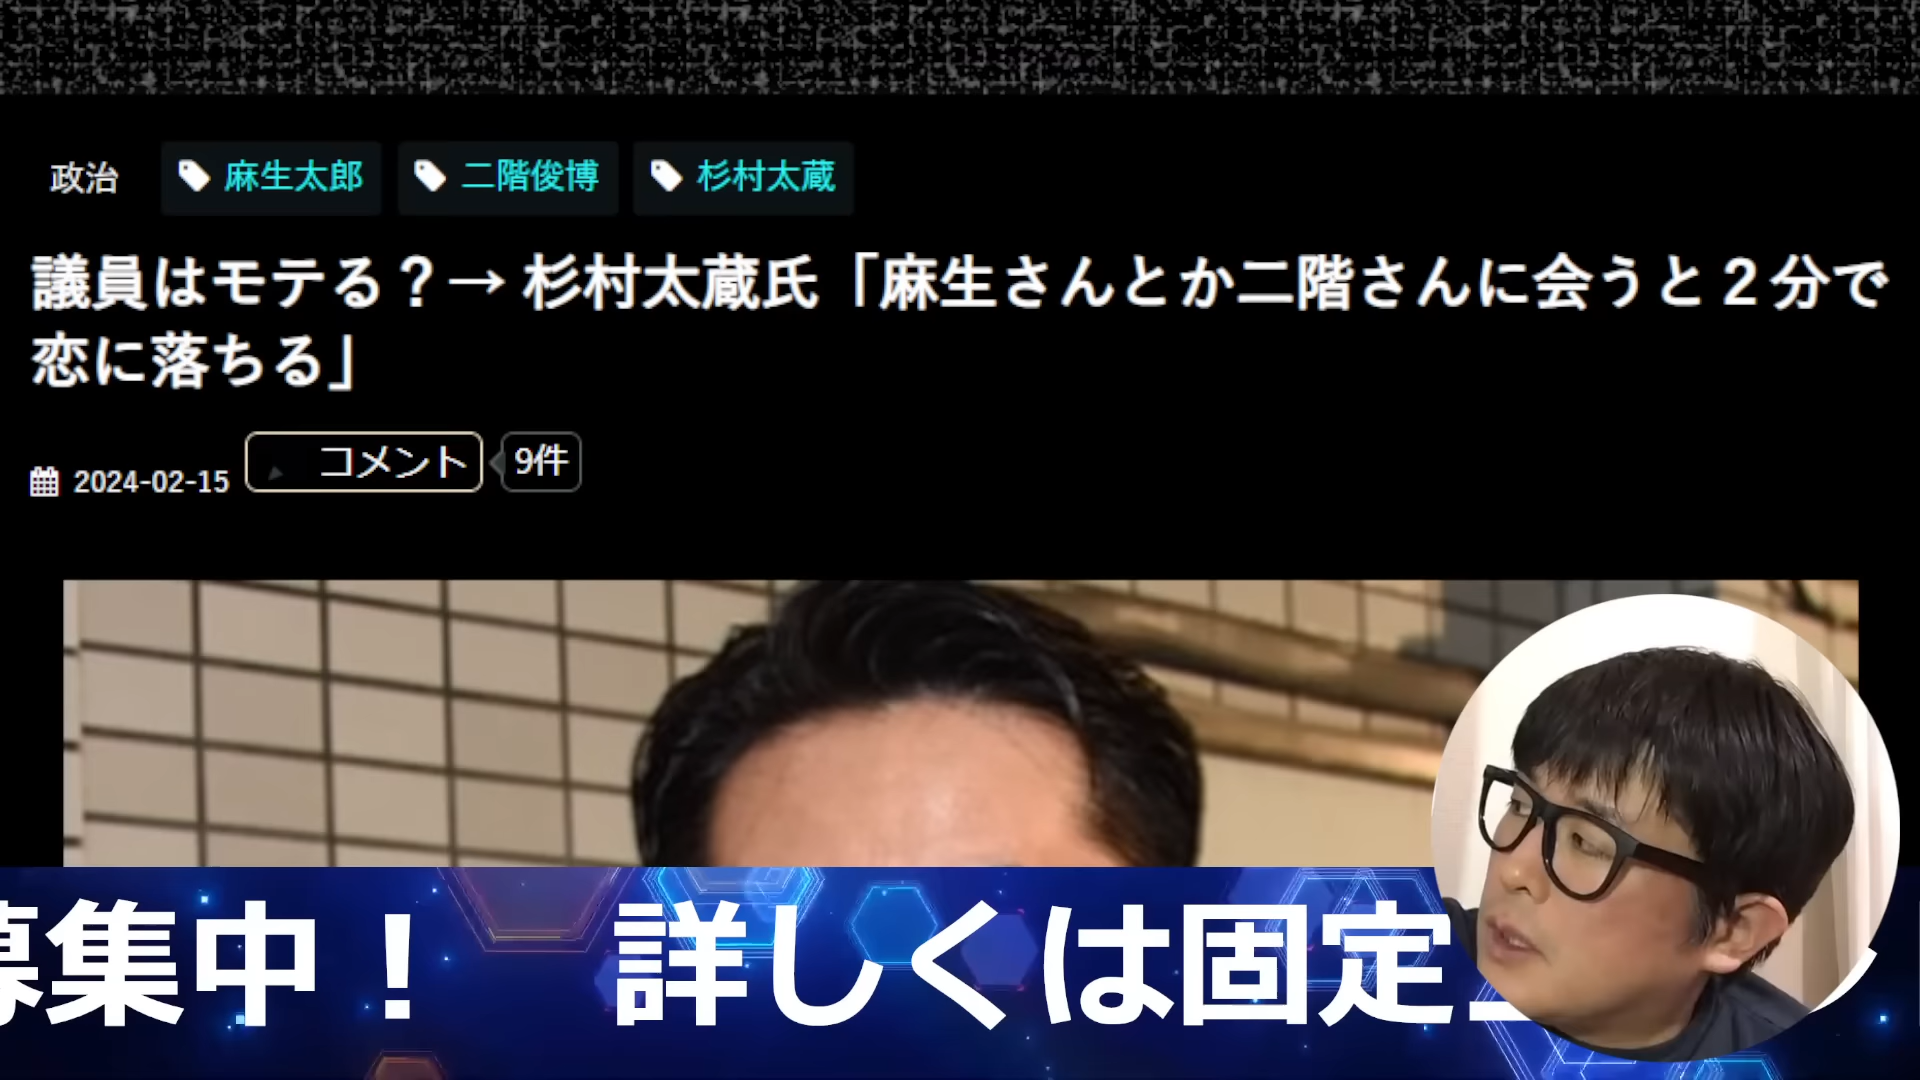 政治 麻生太郎 二階俊博 杉村太蔵
議員はモテる？→ 杉村太蔵氏「麻生さんとか二階さんに会うと２分で
恋に落ちる」
2024-02-15 コメント 9件
募集中！ 詳しくは固定